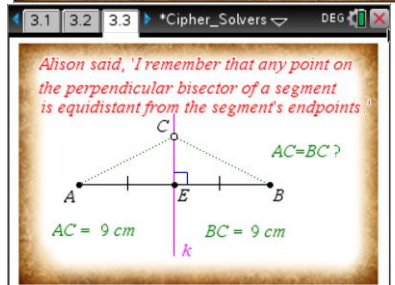 3.1 3.2 3.3 *Cipher_Solvers DEG
Alison said, 'I remember that any point on
the perpendicular bisector of a segment
is equidistant from the segment's endpoints.'
C
AC=BC ?
A E B
AC = 9 cm BC = 9 cm
k